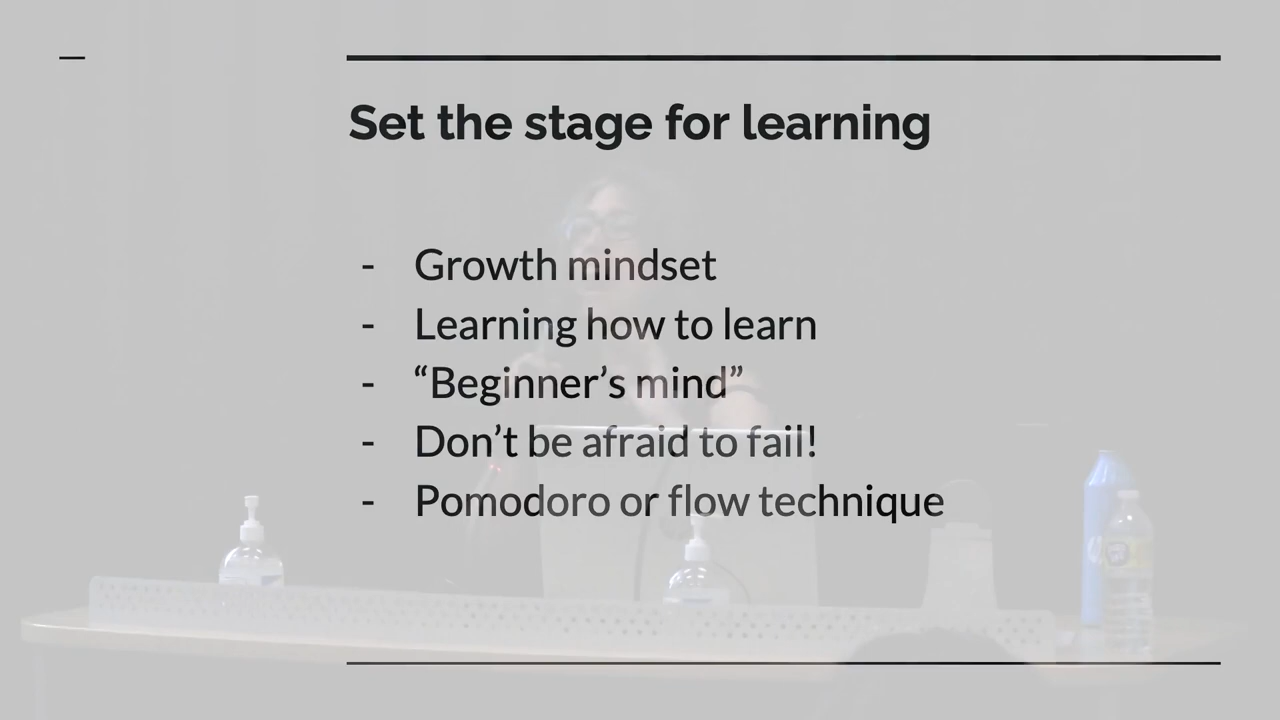 Set the stage for learning
- Growth mindset
- Learning how to learn
- “Beginner’s mind”
- Don’t be afraid to fail!
- Pomodoro or flow technique